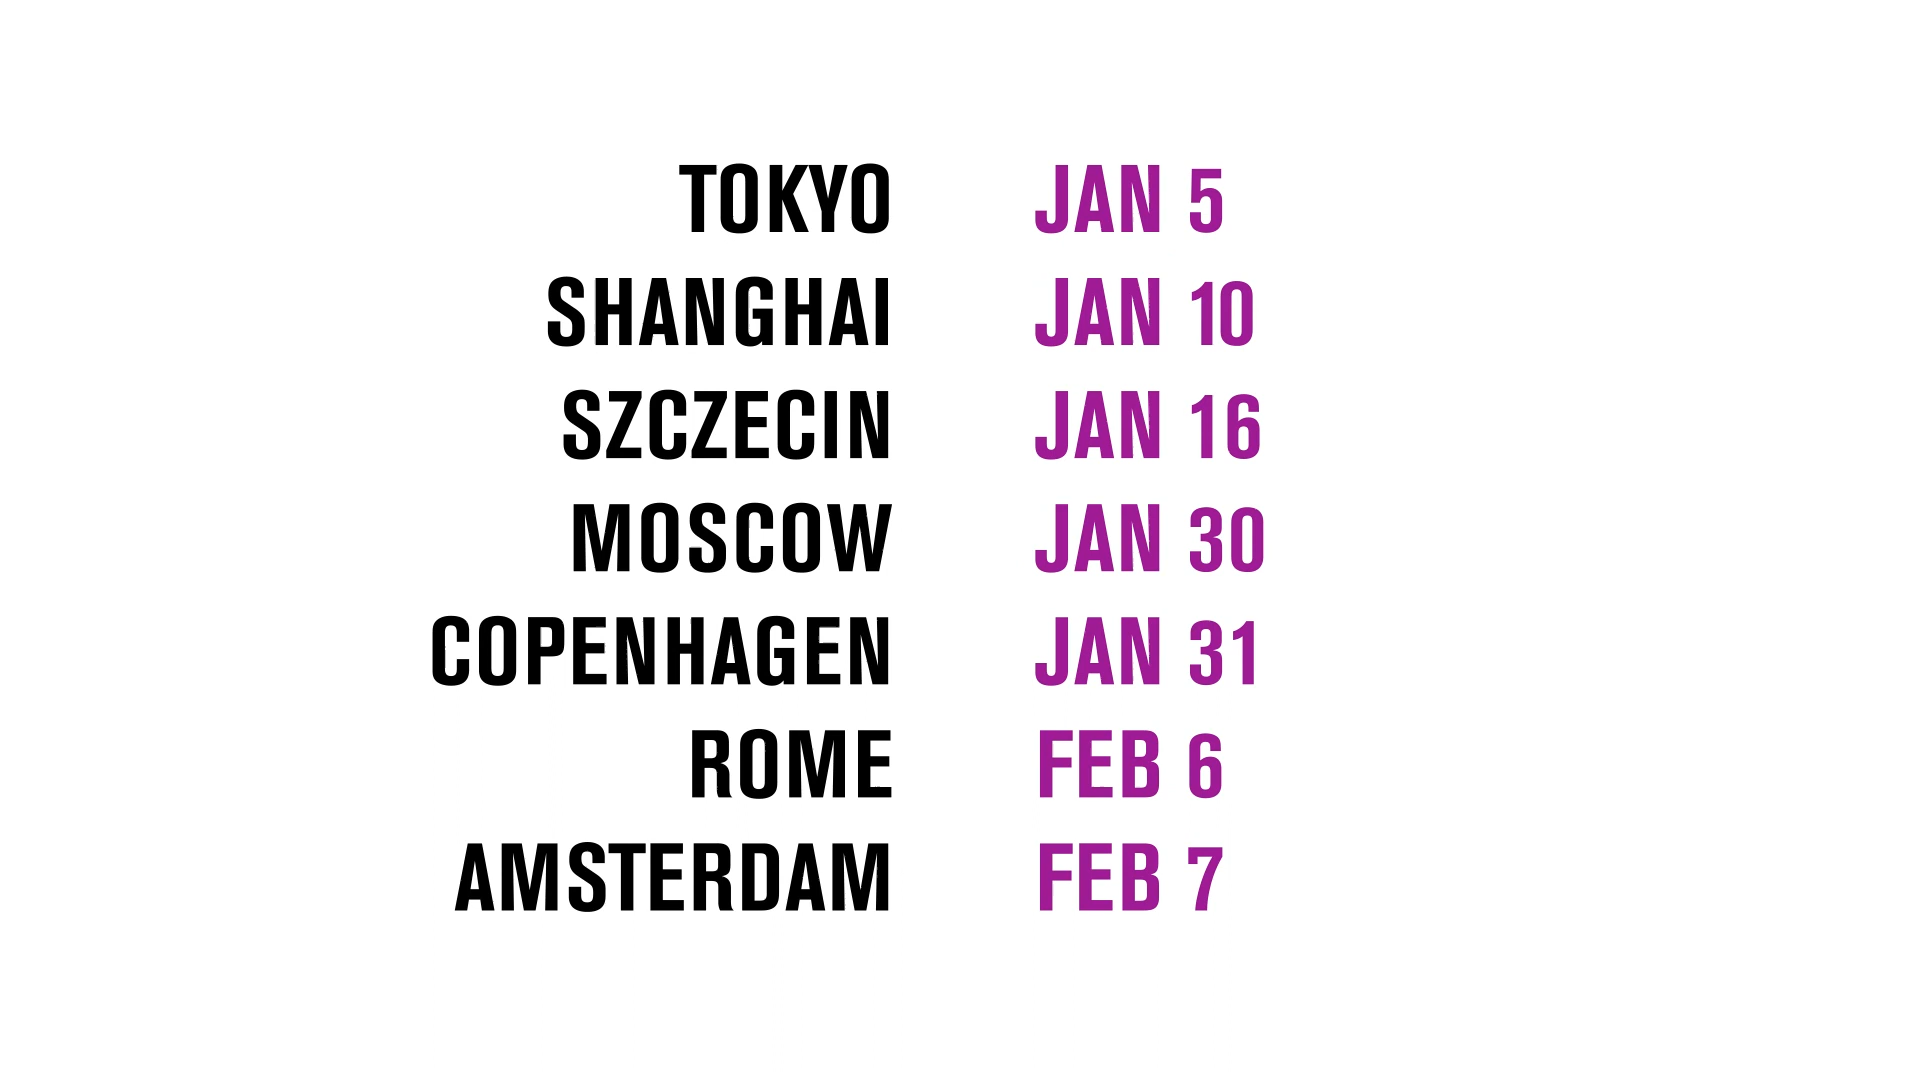 TOKYO JAN 5
SHANGHAI JAN 10
SZCZECIN JAN 16
MOSCOW JAN 30
COPENHAGEN JAN 31
ROME FEB 6
AMSTERDAM FEB 7